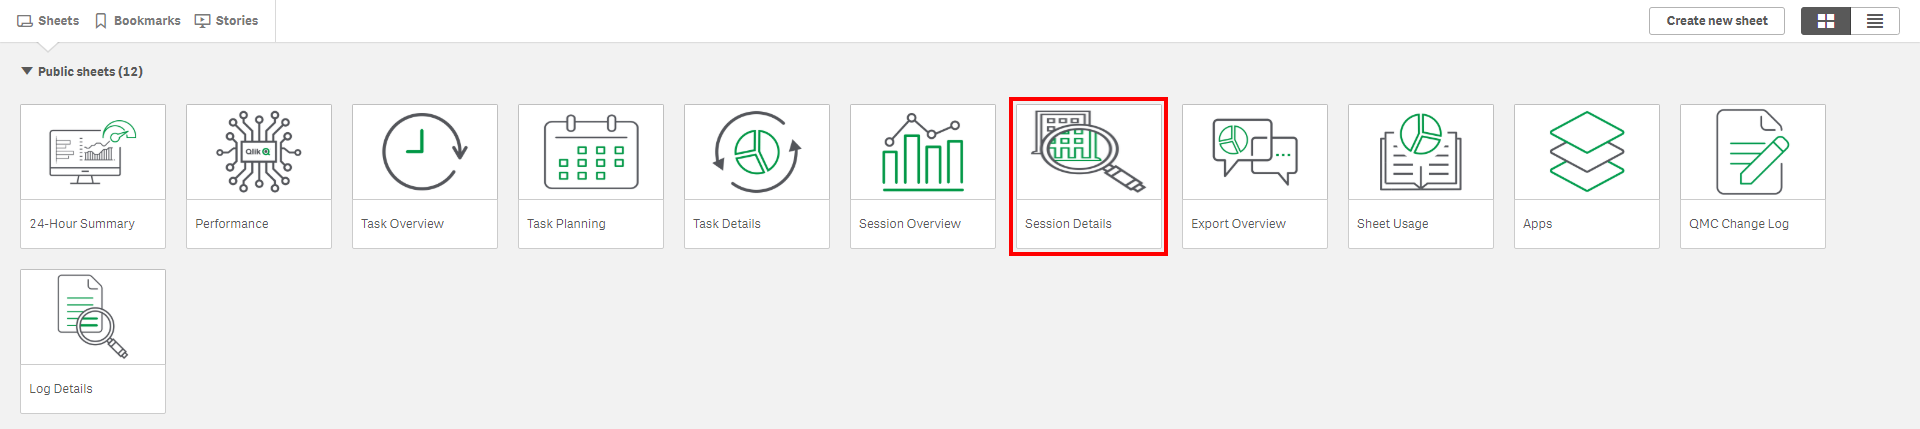 Sheets Bookmarks Stories Create new sheet
Public sheets (12)
Qlik Q
24-Hour Summary Performance Task Overview Task Planning Task Details Session Overview Session Details Export Overview Sheet Usage Apps QMC Change Log
Log Details